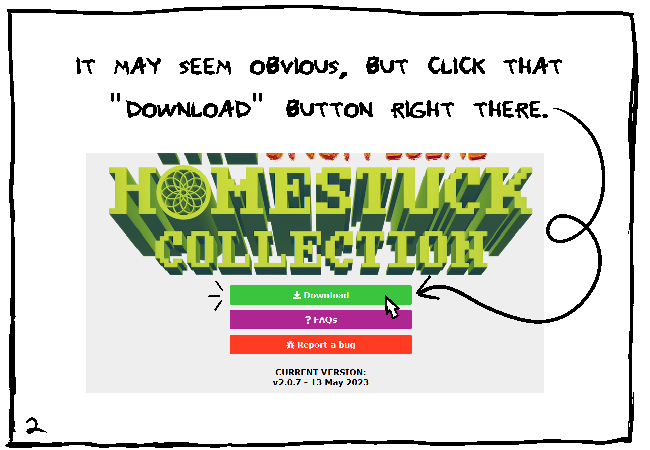 IT MAY SEEM OBVIOUS, BUT CLICK THAT
"DOWNLOAD" BUTTON RIGHT THERE.
HOMESTUCK
COLLECTION
Download
? FAQs
Report a bug
CURRENT VERSION:
v2.0.7 - 13 May 2023
2